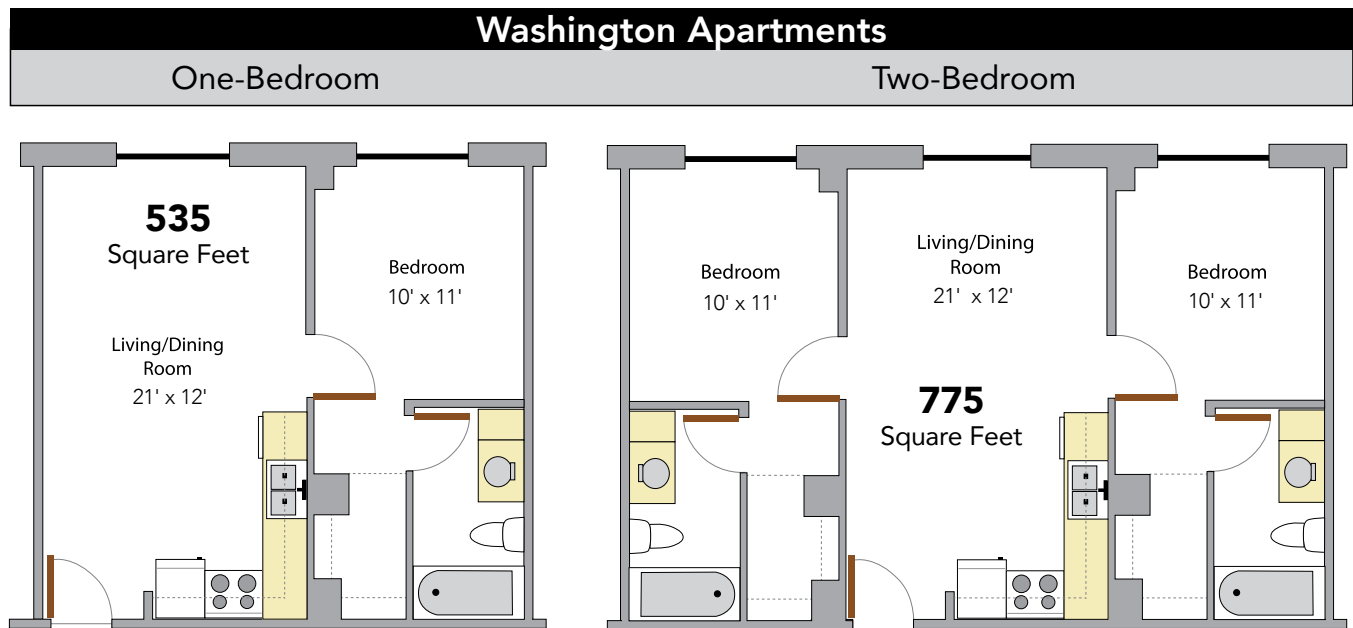 Washington Apartments
One-Bedroom
Two-Bedroom
535
Square Feet
Bedroom
10' x 11'
Living/Dining
Room
21' x 12'
Bedroom
10' x 11'
Living/Dining
Room
21' x 12'
Bedroom
10' x 11'
775
Square Feet